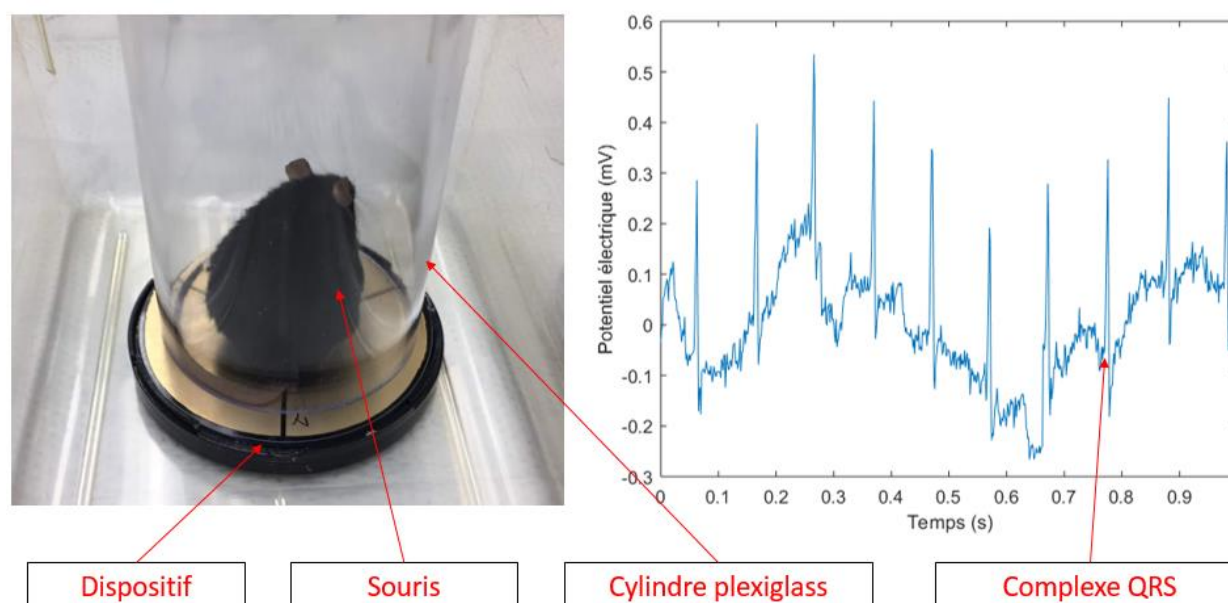 0.6
0.5
0.4
0.3
0.2
0.1
0
-0.1
-0.2
-0.3
Potentiel électrique (mV)
0 0.1 0.2 0.3 0.4 0.5 0.6 0.7 0.8 0.9
Temps (s)
Dispositif
Souris
Cylindre plexiglass
Complexe QRS